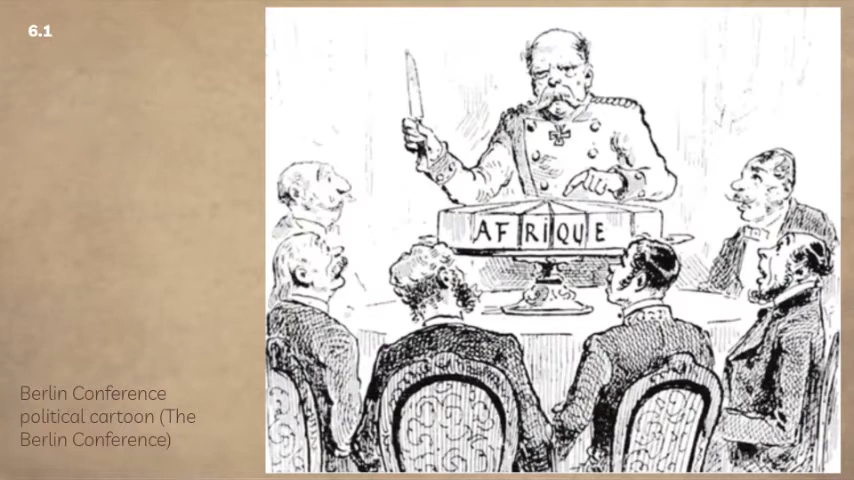 6.1
AFRIQUE
Berlin Conference
political cartoon (The
Berlin Conference)